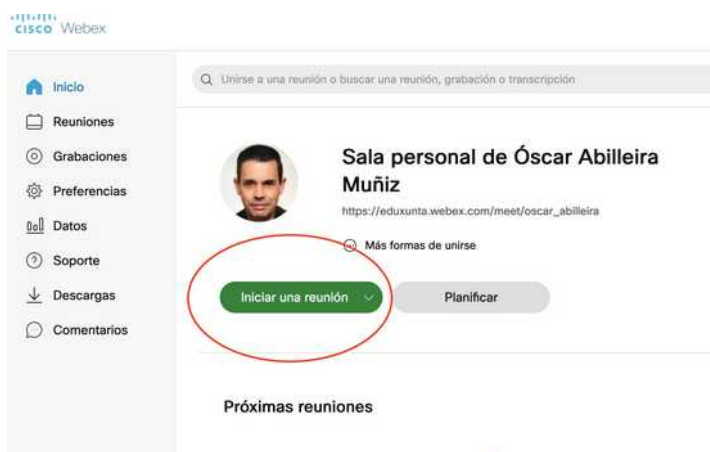 CISCO Webex
Inicio
Reuniones
Grabaciones
Preferencias
Datos
Soporte
Descargas
Comentarios
Unirse a una reunión o buscar una reunión, grabación o transcripción
Sala personal de Óscar Abilleira
Muñiz
https://eduxunta.webex.com/meet/oscar_abilleira
Más formas de unirse
Iniciar una reunión
Planificar
Próximas reuniones